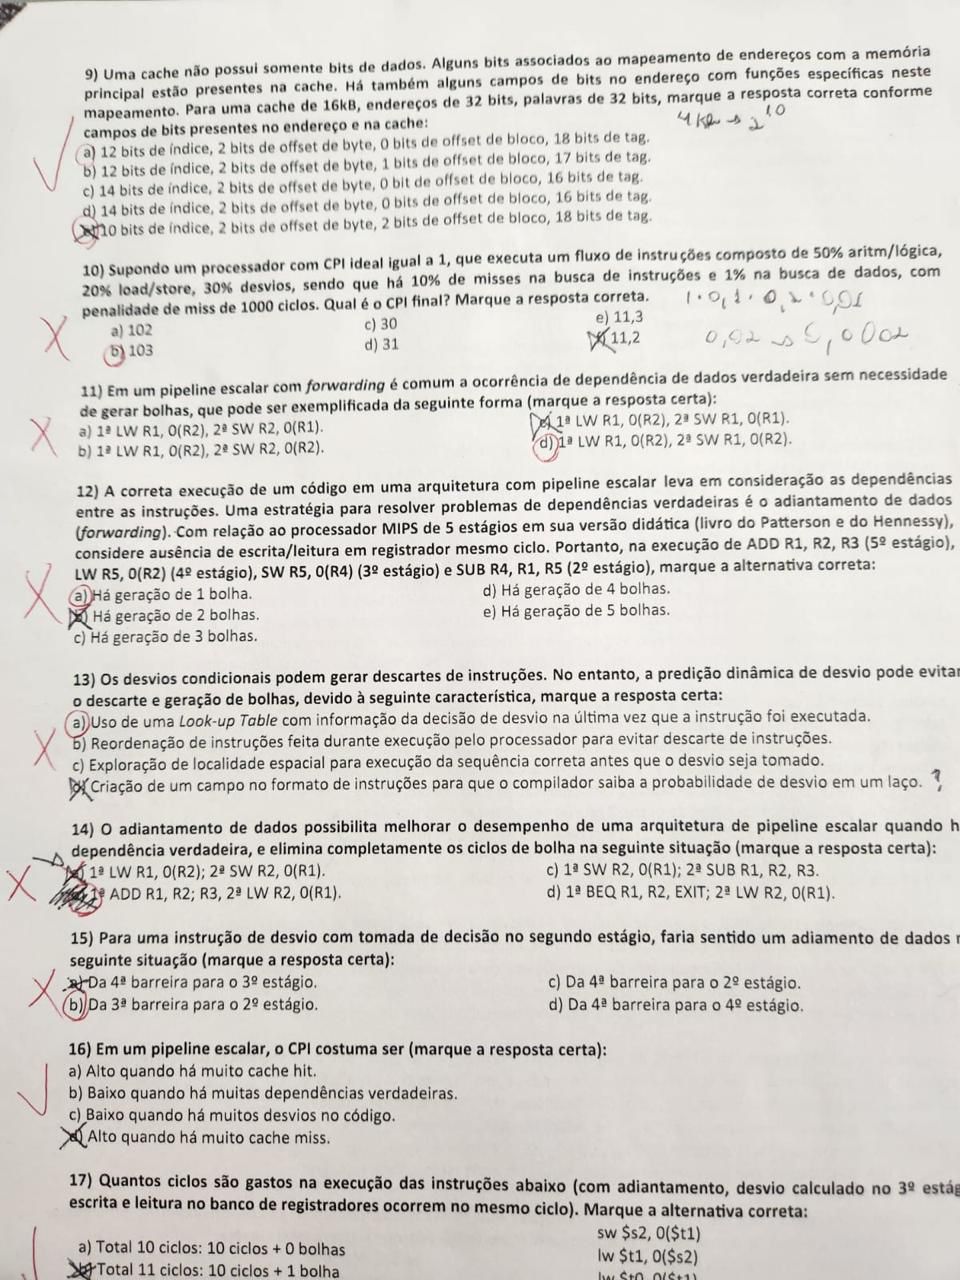 9) Uma cache não possui somente bits de dados. Alguns bits associados ao mapeamento de endereços com a memória
principal estão presentes na cache. Há também alguns campos de bits no endereço com funções específicas neste
mapeamento. Para uma cache de 16kB, endereços de 32 bits, palavras de 32 bits, marque a resposta correta conforme
campos de bits presentes no endereço e na cache:
a) 12 bits de índice, 2 bits de offset de byte, 0 bits de offset de bloco, 18 bits de tag.
b) 12 bits de índice, 2 bits de offset de byte, 1 bits de offset de bloco, 17 bits de tag.
c) 14 bits de índice, 2 bits de offset de byte, 0 bit de offset de bloco, 16 bits de tag.
d) 14 bits de índice, 2 bits de offset de byte, 0 bits de offset de bloco, 16 bits de tag.
10 bits de índice, 2 bits de offset de byte, 2 bits de offset de bloco, 18 bits de tag.
10) Supondo um processador com CPI ideal igual a 1, que executa um fluxo de instruções composto de 50% aritm/lógica,
20% load/store, 30% desvios, sendo que há 10% de misses na busca de instruções e 1% na busca de dados, com
penalidade de miss de 1000 ciclos. Qual é o CPI final? Marque a resposta correta.
a) 102 c) 30 e) 11,3
b) 103 d) 31 11,2
11) Em um pipeline escalar com forwarding é comum a ocorrência de dependência de dados verdadeira sem necessidade
de gerar bolhas, que pode ser exemplificada da seguinte forma (marque a resposta certa):
a) 1ª LW R1, 0(R2), 2ª SW R2, 0(R1). 1ª LW R1, 0(R2), 2ª SW R1, 0(R1).
b) 1ª LW R1, 0(R2), 2ª SW R2, 0(R2). d) 1ª LW R1, 0(R2), 2ª SW R1, 0(R2).
12) A correta execução de um código em uma arquitetura com pipeline escalar leva em consideração as dependências
entre as instruções. Uma estratégia para resolver problemas de dependências verdadeiras é o adiantamento de dados
(forwarding). Com relação ao processador MIPS de 5 estágios em sua versão didática (livro do Patterson e do Hennessy),
considere ausência de escrita/leitura em registrador mesmo ciclo. Portanto, na execução de ADD R1, R2, R3 (5º estágio),
LW R5, 0(R2) (4º estágio), SW R5, 0(R4) (3º estágio) e SUB R4, R1, R5 (2º estágio), marque a alternativa correta:
a) Há geração de 1 bolha. d) Há geração de 4 bolhas.
Há geração de 2 bolhas. e) Há geração de 5 bolhas.
c) Há geração de 3 bolhas.
13) Os desvios condicionais podem gerar descartes de instruções. No entanto, a predição dinâmica de desvio pode evitar
o descarte e geração de bolhas, devido à seguinte característica, marque a resposta certa:
a) Uso de uma Look-up Table com informação da decisão de desvio na última vez que a instrução foi executada.
b) Reordenação de instruções feita durante execução pelo processador para evitar descarte de instruções.
c) Exploração de localidade espacial para execução da sequência correta antes que o desvio seja tomado.
Criação de um campo no formato de instruções para que o compilador saiba a probabilidade de desvio em um laço. ?
14) O adiantamento de dados possibilita melhorar o desempenho de uma arquitetura de pipeline escalar quando h
dependência verdadeira, e elimina completamente os ciclos de bolha na seguinte situação (marque a resposta certa):
1ª LW R1, 0(R2); 2ª SW R2, 0(R1). c) 1ª SW R2, 0(R1); 2ª SUB R1, R2, R3.
1ª ADD R1, R2; R3, 2ª LW R2, 0(R1). d) 1ª BEQ R1, R2, EXIT; 2ª LW R2, 0(R1).
15) Para uma instrução de desvio com tomada de decisão no segundo estágio, faria sentido um adiamento de dados
seguinte situação (marque a resposta certa):
a) Da 4ª barreira para o 3º estágio. c) Da 4ª barreira para o 2º estágio.
b) Da 3ª barreira para o 2º estágio. d) Da 4ª barreira para o 4º estágio.
16) Em um pipeline escalar, o CPI costuma ser (marque a resposta certa):
a) Alto quando há muito cache hit.
b) Baixo quando há muitas dependências verdadeiras.
c) Baixo quando há muitos desvios no código.
d) Alto quando há muito cache miss.
17) Quantos ciclos são gastos na execução das instruções abaixo (com adiantamento, desvio calculado no 3º está
escrita e leitura no banco de registradores ocorrem no mesmo ciclo). Marque a alternativa correta:
sw $s2, 0($t1)
a) Total 10 ciclos: 10 ciclos + 0 bolhas lw $t1, 0($s2)
Total 11 ciclos: 10 ciclos + 1 bolha lw $t0, 0($t1)